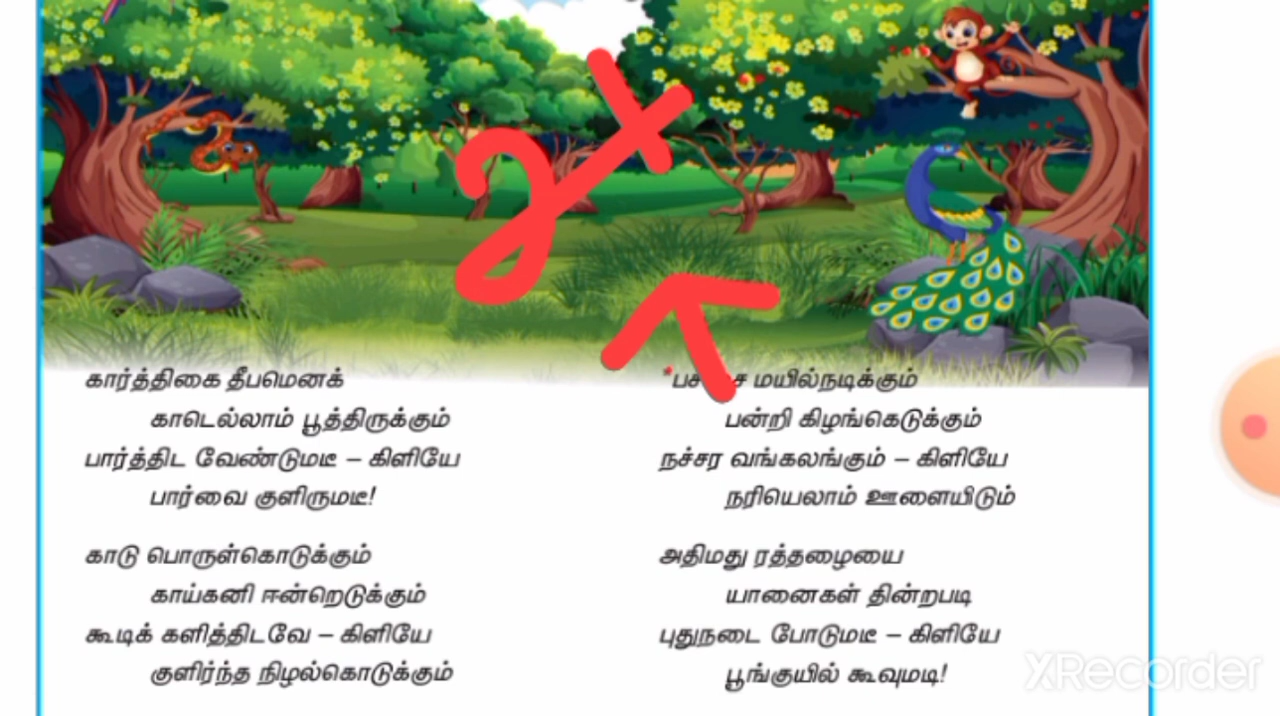 கார்த்திகை தீபமெனக்
காடெல்லாம் பூத்திருக்கும்
பார்த்திட வேண்டுமடீ – கிளியே
பார்வை குளிருமடீ!
காடு பொருள்கொடுக்கும்
காய்கனி ஈன்றெடுக்கும்
கூடிக் களித்திடவே – கிளியே
குளிர்ந்த நிழல்கொடுக்கும்
மயில்நடிக்கும்
பன்றி கிழங்கெடுக்கும்
நச்சர வங்கலங்கும் – கிளியே
நரியெலாம் ஊளையிடும்
அதிமது ரத்தழையை
யானைகள் தின்றபடி
புதுநடை போடுமடீ – கிளியே
பூங்குயில் கூவுமடி!
XRecorder